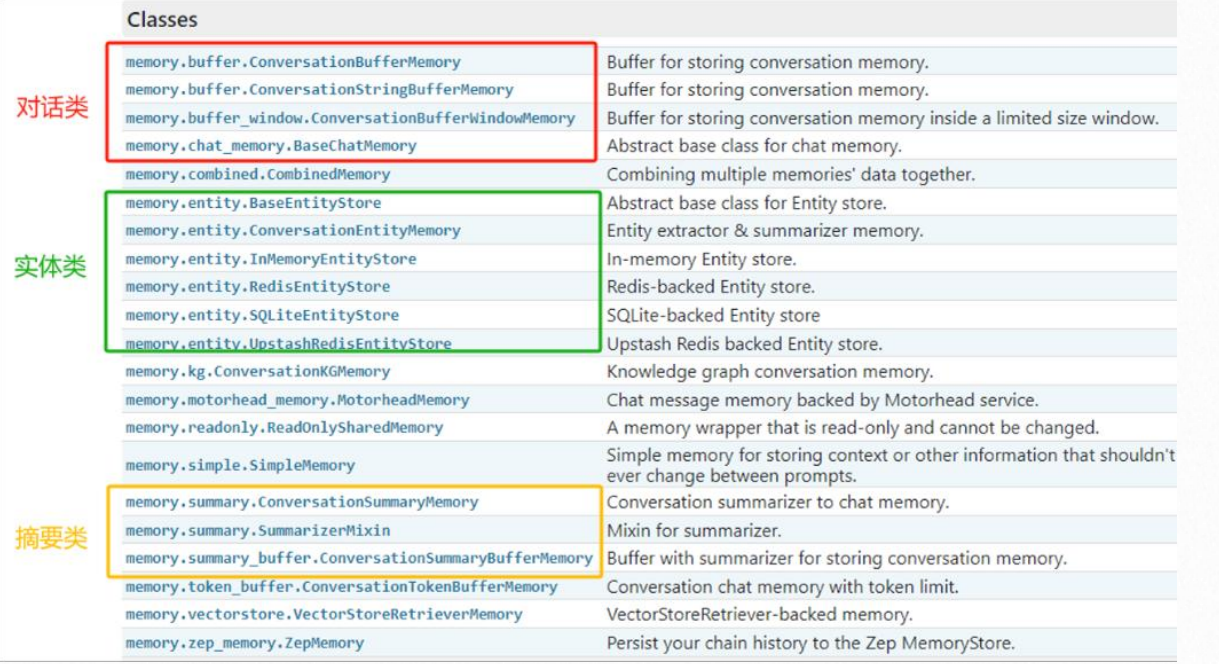 Classes
对话类
memory.buffer.ConversationBufferMemory Buffer for storing conversation memory.
memory.buffer.ConversationStringBufferMemory Buffer for storing conversation memory.
memory.buffer_window.ConversationBufferWindowMemory Buffer for storing conversation memory inside a limited size window.
memory.chat_memory.BaseChatMemory Abstract base class for chat memory.
memory.combined.CombinedMemory Combining multiple memories' data together.
实体类
memory.entity.BaseEntityStore Abstract base class for Entity store.
memory.entity.ConversationEntityMemory Entity extractor & summarizer memory.
memory.entity.InMemoryEntityStore In-memory Entity store.
memory.entity.RedisEntityStore Redis-backed Entity store.
memory.entity.SQLiteEntityStore SQLite-backed Entity store
memory.entity.UpstashRedisEntityStore Upstash Redis backed Entity store.
memory.kg.ConversationKGMemory Knowledge graph conversation memory.
memory.motorhead_memory.MotorheadMemory Chat message memory backed by Motorhead service.
memory.readonly.ReadOnlySharedMemory A memory wrapper that is read-only and cannot be changed.
memory.simple.SimpleMemory Simple memory for storing context or other information that shouldn't
ever change between prompts.
摘要类
memory.summary.ConversationSummaryMemory Conversation summarizer to chat memory.
memory.summary.SummarizerMixin Mixin for summarizer.
memory.summary_buffer.ConversationSummaryBufferMemory Buffer with summarizer for storing conversation memory.
memory.token_buffer.ConversationTokenBufferMemory Conversation chat memory with token limit.
memory.vectorstore.VectorStoreRetrieverMemory VectorStoreRetriever-backed memory.
memory.zep_memory.ZepMemory Persist your chain history to the Zep MemoryStore.